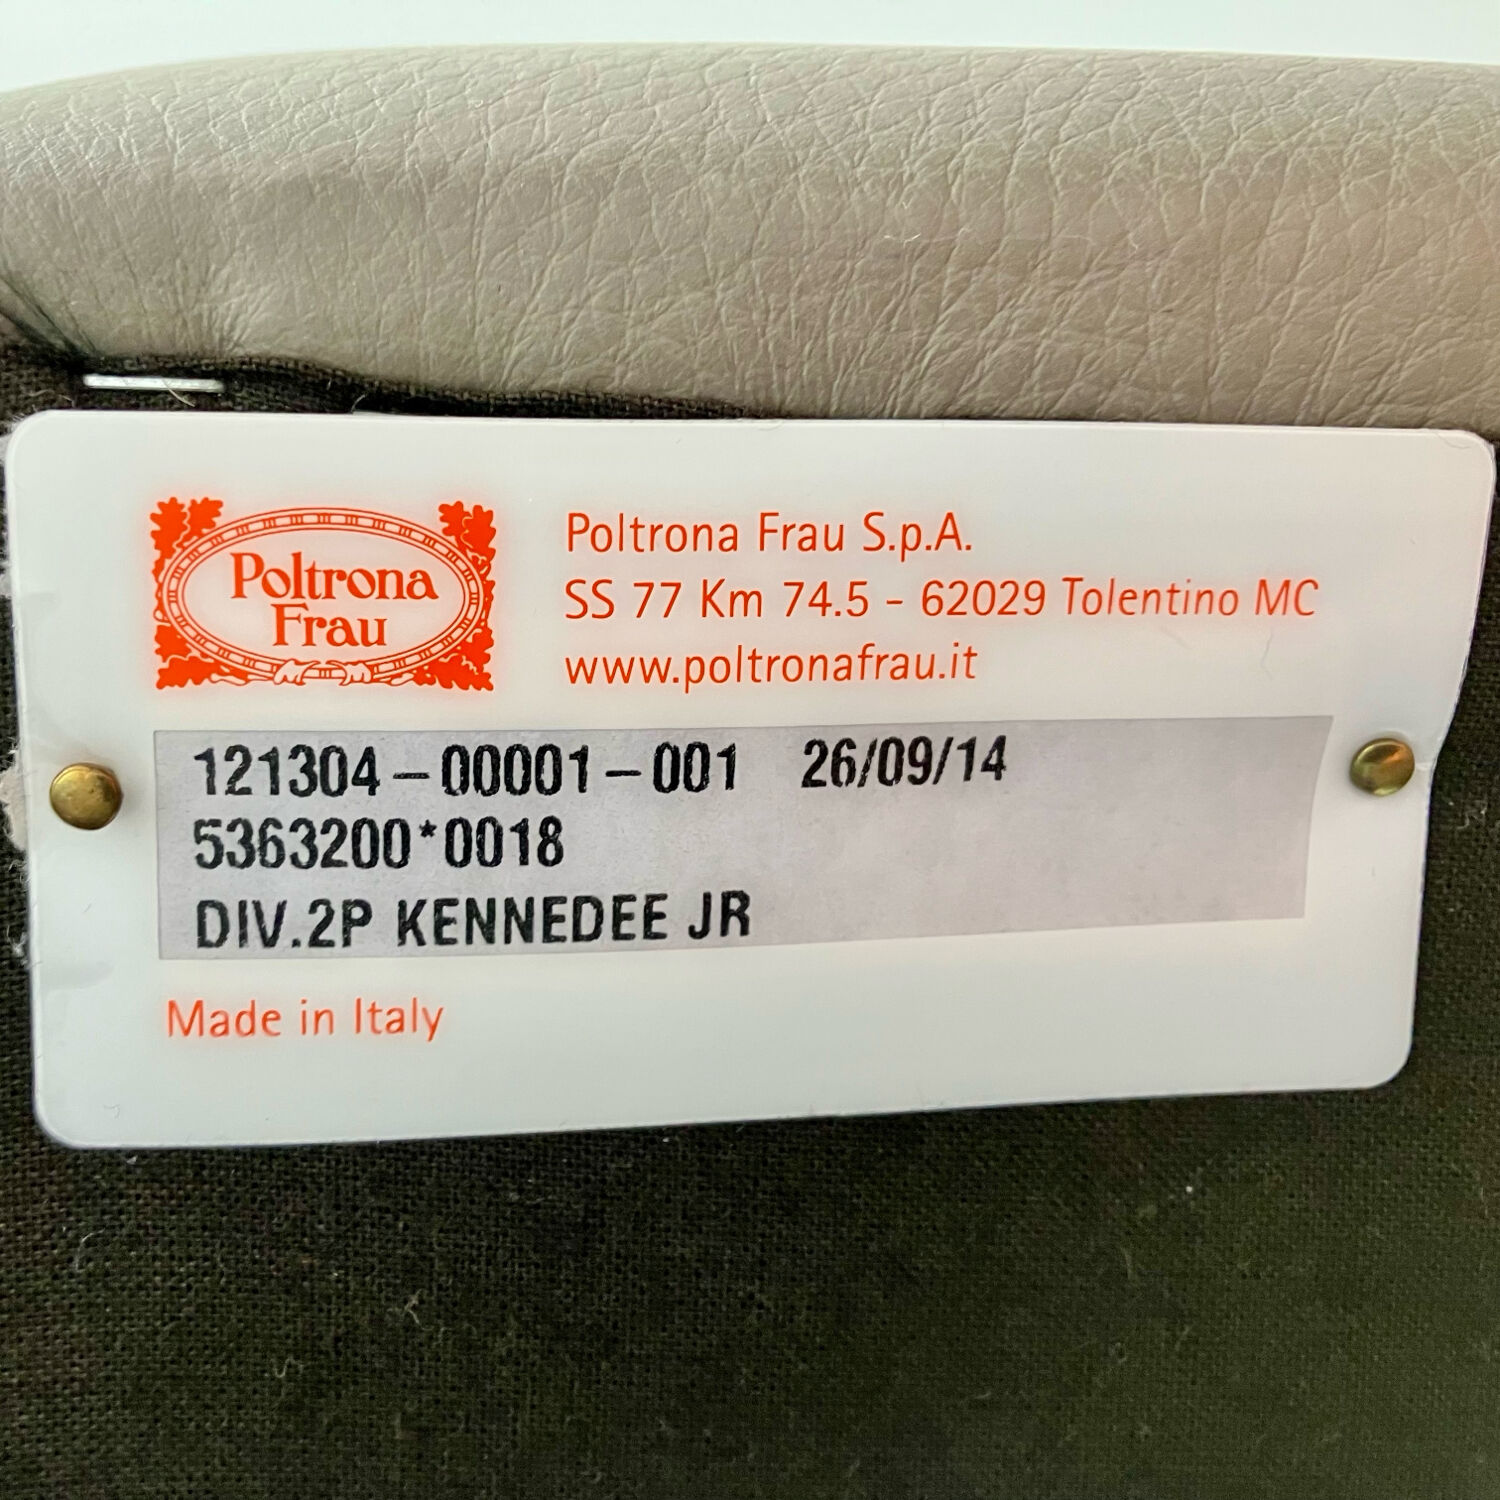 Poltrona
Frau
Poltrona Frau S.p.A.
SS 77 Km 74.5 - 62029 Tolentino MC
www.poltronafrau.it
121304-00001-001 26/09/14
5363200*0018
DIV.2P KENNEDEE JR
Made in Italy